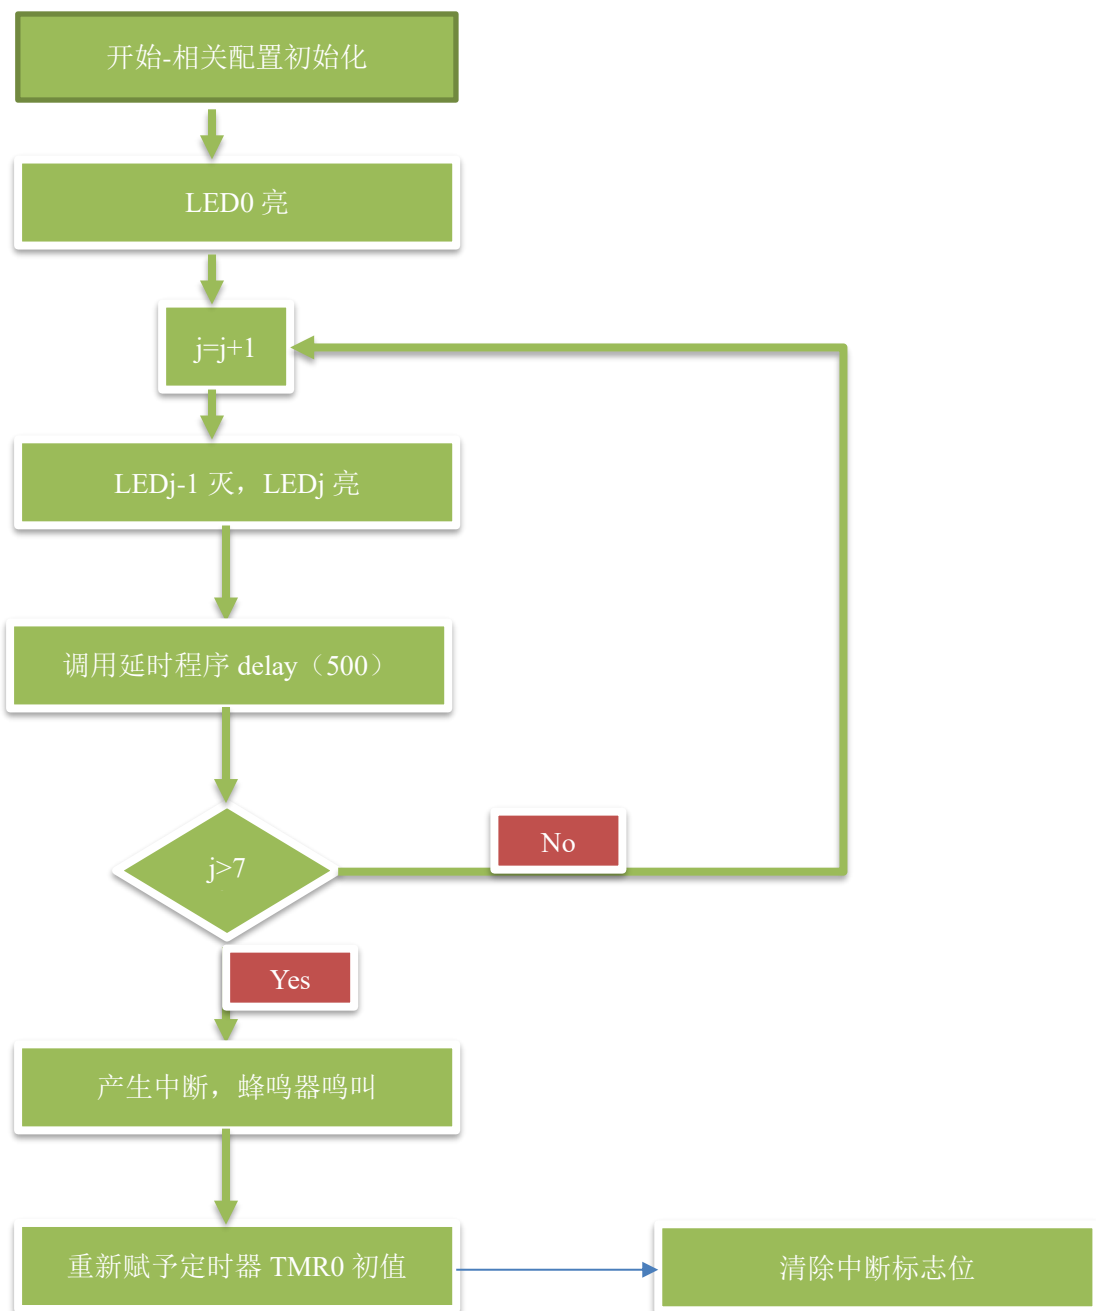 开始-相关配置初始化
LED0 亮
j=j+1
LEDj-1 灭，LEDj 亮
调用延时程序 delay（500）
j>7
No
Yes
产生中断，蜂鸣器鸣叫
重新赋予定时器 TMR0 初值
清除中断标志位